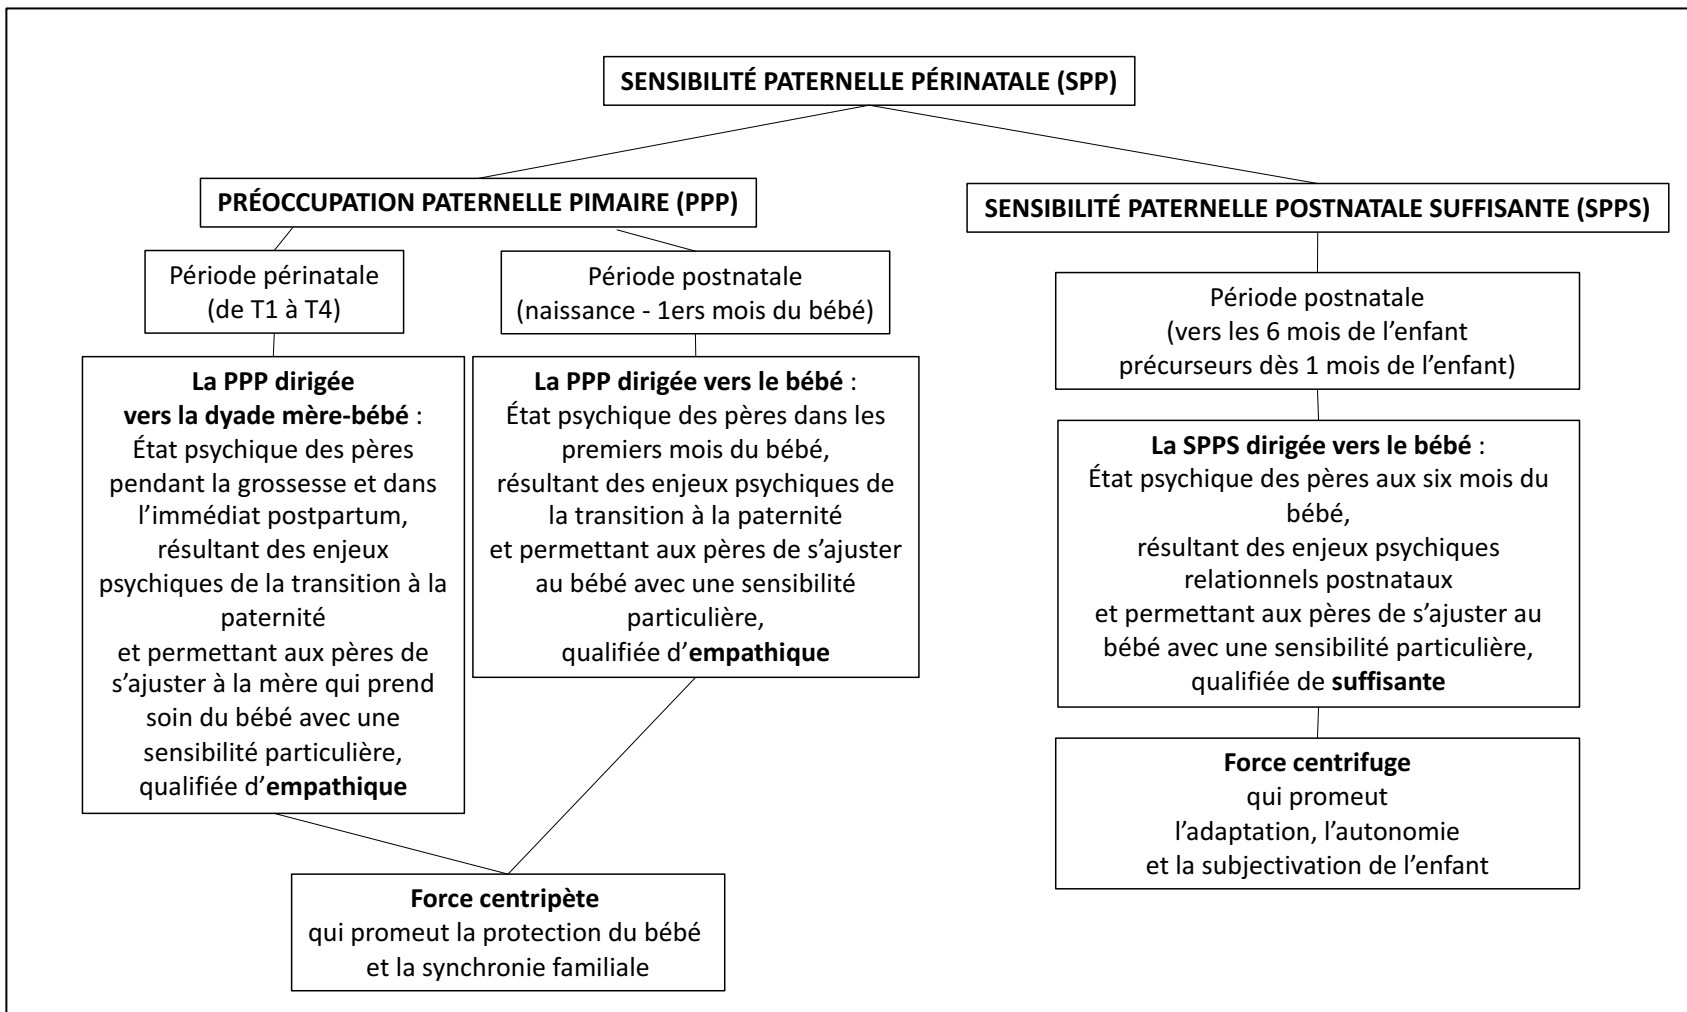 SENSIBILITÉ PATERNELLE PÉRINATALE (SPP)
PRÉOCCUPATION PATERNELLE PIMAIRE (PPP)
Période périnatale
(de T1 à T4)
La PPP dirigée
vers la dyade mère-bébé :
État psychique des pères
pendant la grossesse et dans
l’immédiat postpartum,
résultant des enjeux
psychiques de la transition à la
paternité
et permettant aux pères de
s’ajuster à la mère qui prend
soin du bébé avec une
sensibilité particulière,
qualifiée d’empathique
Période postnatale
(naissance - 1ers mois du bébé)
La PPP dirigée vers le bébé :
État psychique des pères dans les
premiers mois du bébé,
résultant des enjeux psychiques de
la transition à la paternité
et permettant aux pères de s’ajuster
au bébé avec une sensibilité
particulière,
qualifiée d’empathique
Force centripète
qui promeut la protection du bébé
et la synchronie familiale
SENSIBILITÉ PATERNELLE POSTNATALE SUFFISANTE (SPPS)
Période postnatale
(vers les 6 mois de l’enfant
précurseurs dès 1 mois de l’enfant)
La SPPS dirigée vers le bébé :
État psychique des pères aux six mois du
bébé,
résultant des enjeux psychiques
relationnels postnataux
et permettant aux pères de s’ajuster au
bébé avec une sensibilité particulière,
qualifiée de suffisante
Force centrifuge
qui promeut
l’adaptation, l’autonomie
et la subjectivation de l’enfant